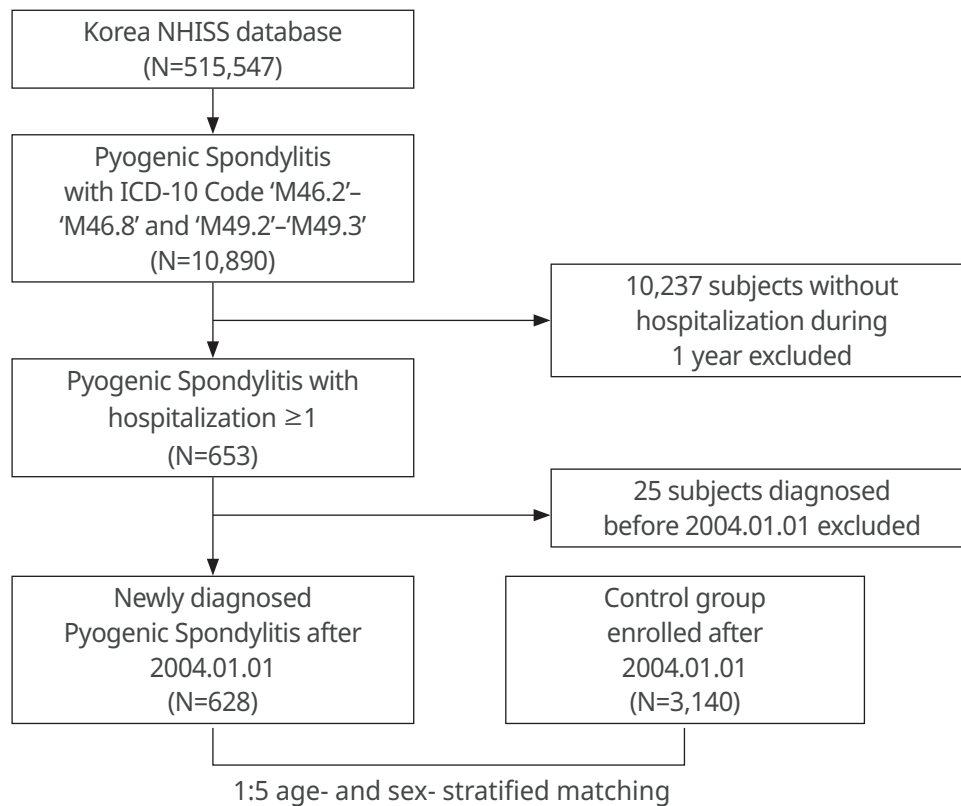 Korea NHISS database
(N=515,547)
Pyogenic Spondylitis
with ICD-10 Code ‘M46.2’–
‘M46.8’ and ‘M49.2’–‘M49.3’
(N=10,890)
10,237 subjects without
hospitalization during
1 year excluded
Pyogenic Spondylitis with
hospitalization ≥1
(N=653)
25 subjects diagnosed
before 2004.01.01 excluded
Newly diagnosed
Pyogenic Spondylitis after
2004.01.01
(N=628)
Control group
enrolled after
2004.01.01
(N=3,140)
1:5 age- and sex- stratified matching